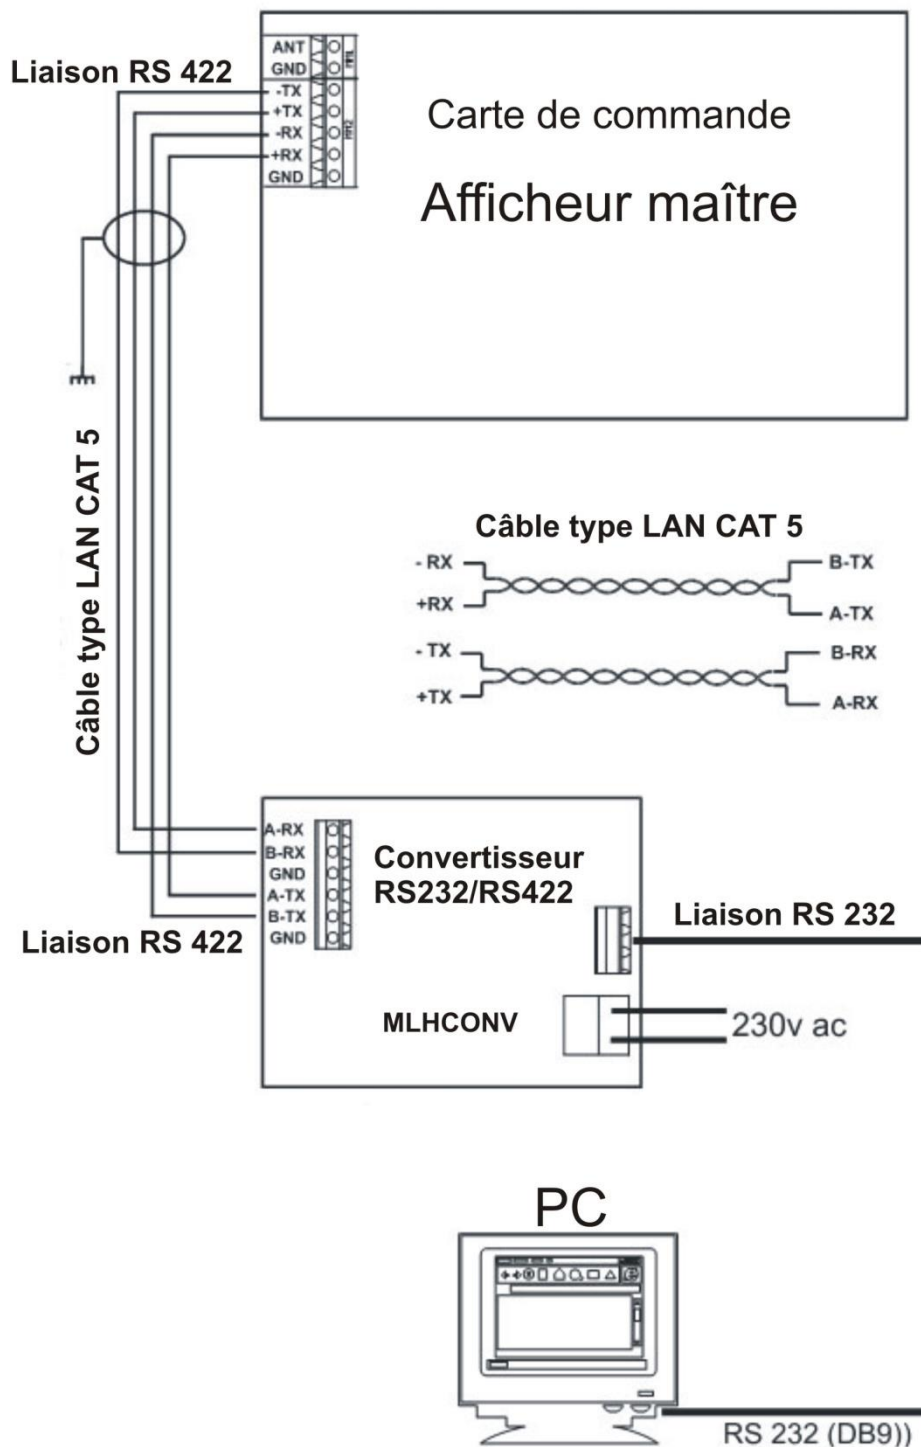 ANT
GND
Liaison RS 422
-TX
+TX
-RX
+RX
GND
Carte de commande
Afficheur maître
Câble type LAN CAT 5
Câble type LAN CAT 5
- RX
B-TX
+RX
A-TX
- TX
B-RX
+TX
A-RX
A-RX
B-RX
GND
A-TX
B-TX
GND
Convertisseur
RS232/RS422
Liaison RS 422
Liaison RS 232
MLHCONV
230v ac
PC
RS 232 (DB9))